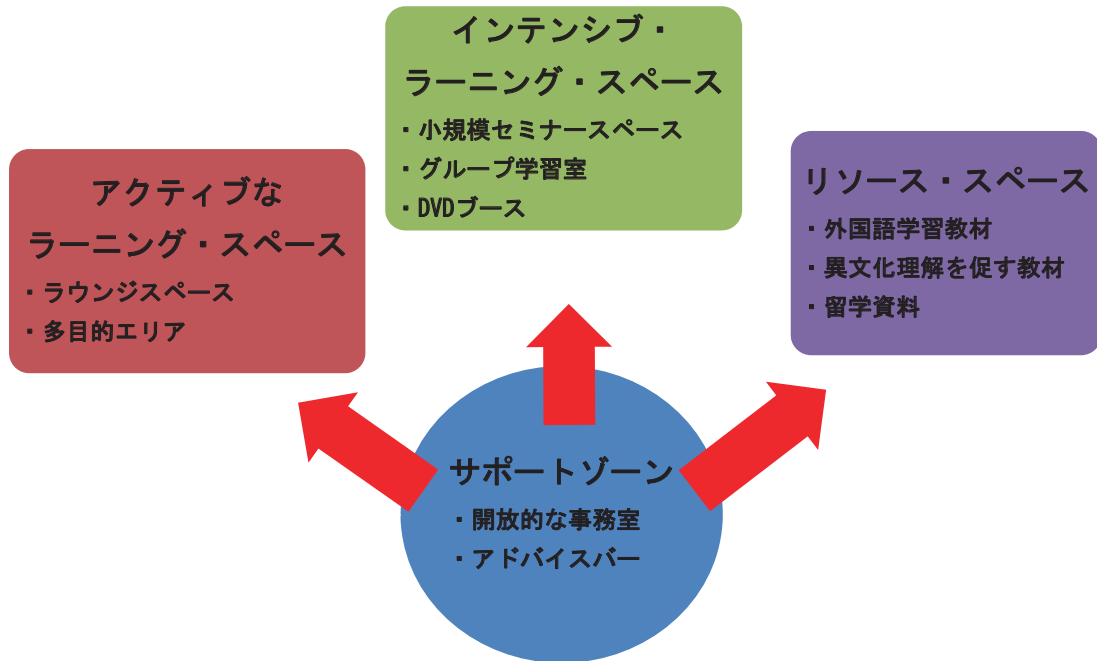 インテンシブ・
ラーニング・スペース
・小規模セミナースペース
・グループ学習室
・DVDブース
アクティブな
ラーニング・スペース
・ラウンジスペース
・多目的エリア
リソース・スペース
・外国語学習教材
・異文化理解を促す教材
・留学資料
サポートゾーン
・開放的な事務室
・アドバイスバー